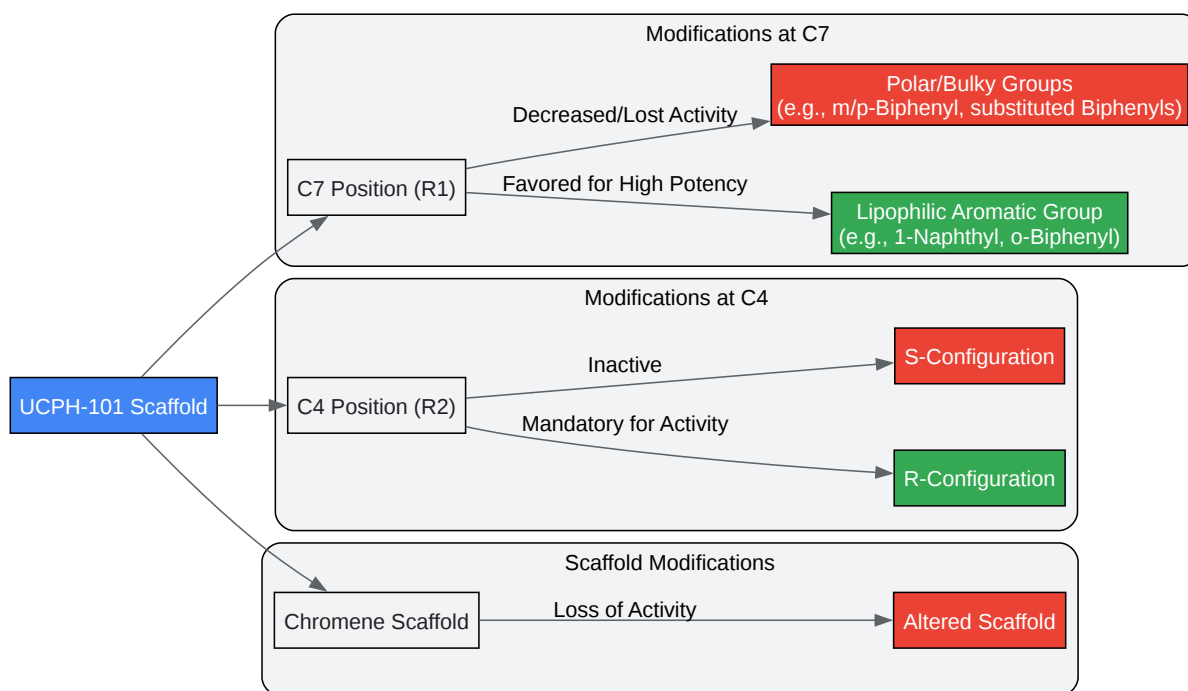 Modifications at C7
Polar/Bulky Groups
(e.g., m/p-Biphenyl, substituted Biphenyls)
Decreased/Lost Activity
C7 Position (R1)
Favored for High Potency
Lipophilic Aromatic Group
(e.g., 1-Naphthyl, o-Biphenyl)
Modifications at C4
S-Configuration
Inactive
UCPH-101 Scaffold
C4 Position (R2)
Mandatory for Activity
R-Configuration
Scaffold Modifications
Chromene Scaffold
Loss of Activity
Altered Scaffold